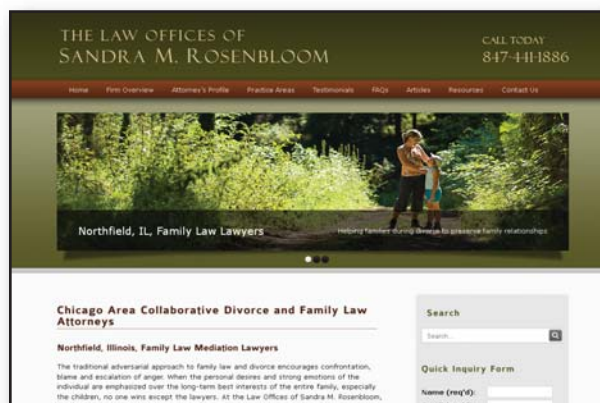 THE LAW OFFICES OF
SANDRA M. ROSENBLOOM
CALL TODAY
847-441-1886
Home Firm Overview Attorney's Profile Practice Areas Testimonials FAQs Articles Resources Contact Us
Northfield, IL, Family Law Lawyers
Helping families during divorce to preserve family relationships
Chicago Area Collaborative Divorce and Family Law
Attorneys
Northfield, Illinois, Family Law Mediation Lawyers
The traditional adversarial approach to family law and divorce encourages confrontation,
blame and escalation of anger. When the personal desires and strong emotions of the
individual are emphasized over the long-term best interests of the entire family, especially
the children, no one wins except the lawyers. At the Law Offices of Sandra M. Rosenbloom,
Search
Search...
Quick Inquiry Form
Name (req'd):